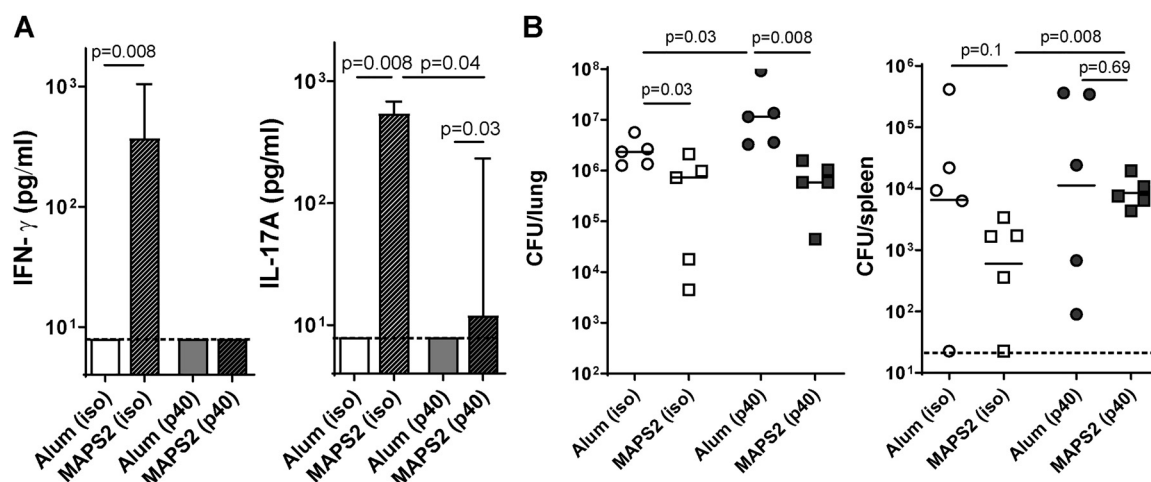 A
p=0.008
IFN- γ (pg/ml)
10³
10²
10¹
Alum (iso)
MAPS2 (iso)
Alum (p40)
MAPS2 (p40)
p=0.008
p=0.04
p=0.03
IL-17A (pg/ml)
10³
10²
10¹
Alum (iso)
MAPS2 (iso)
Alum (p40)
MAPS2 (p40)
B
p=0.03
p=0.008
p=0.03
CFU/lung
10⁸
10⁷
10⁶
10⁵
10⁴
10³
10²
Alum (iso)
MAPS2 (iso)
Alum (p40)
MAPS2 (p40)
p=0.1
p=0.008
p=0.69
CFU/spleen
10⁶
10⁵
10⁴
10³
10²
10¹
Alum (iso)
MAPS2 (iso)
Alum (p40)
MAPS2 (p40)